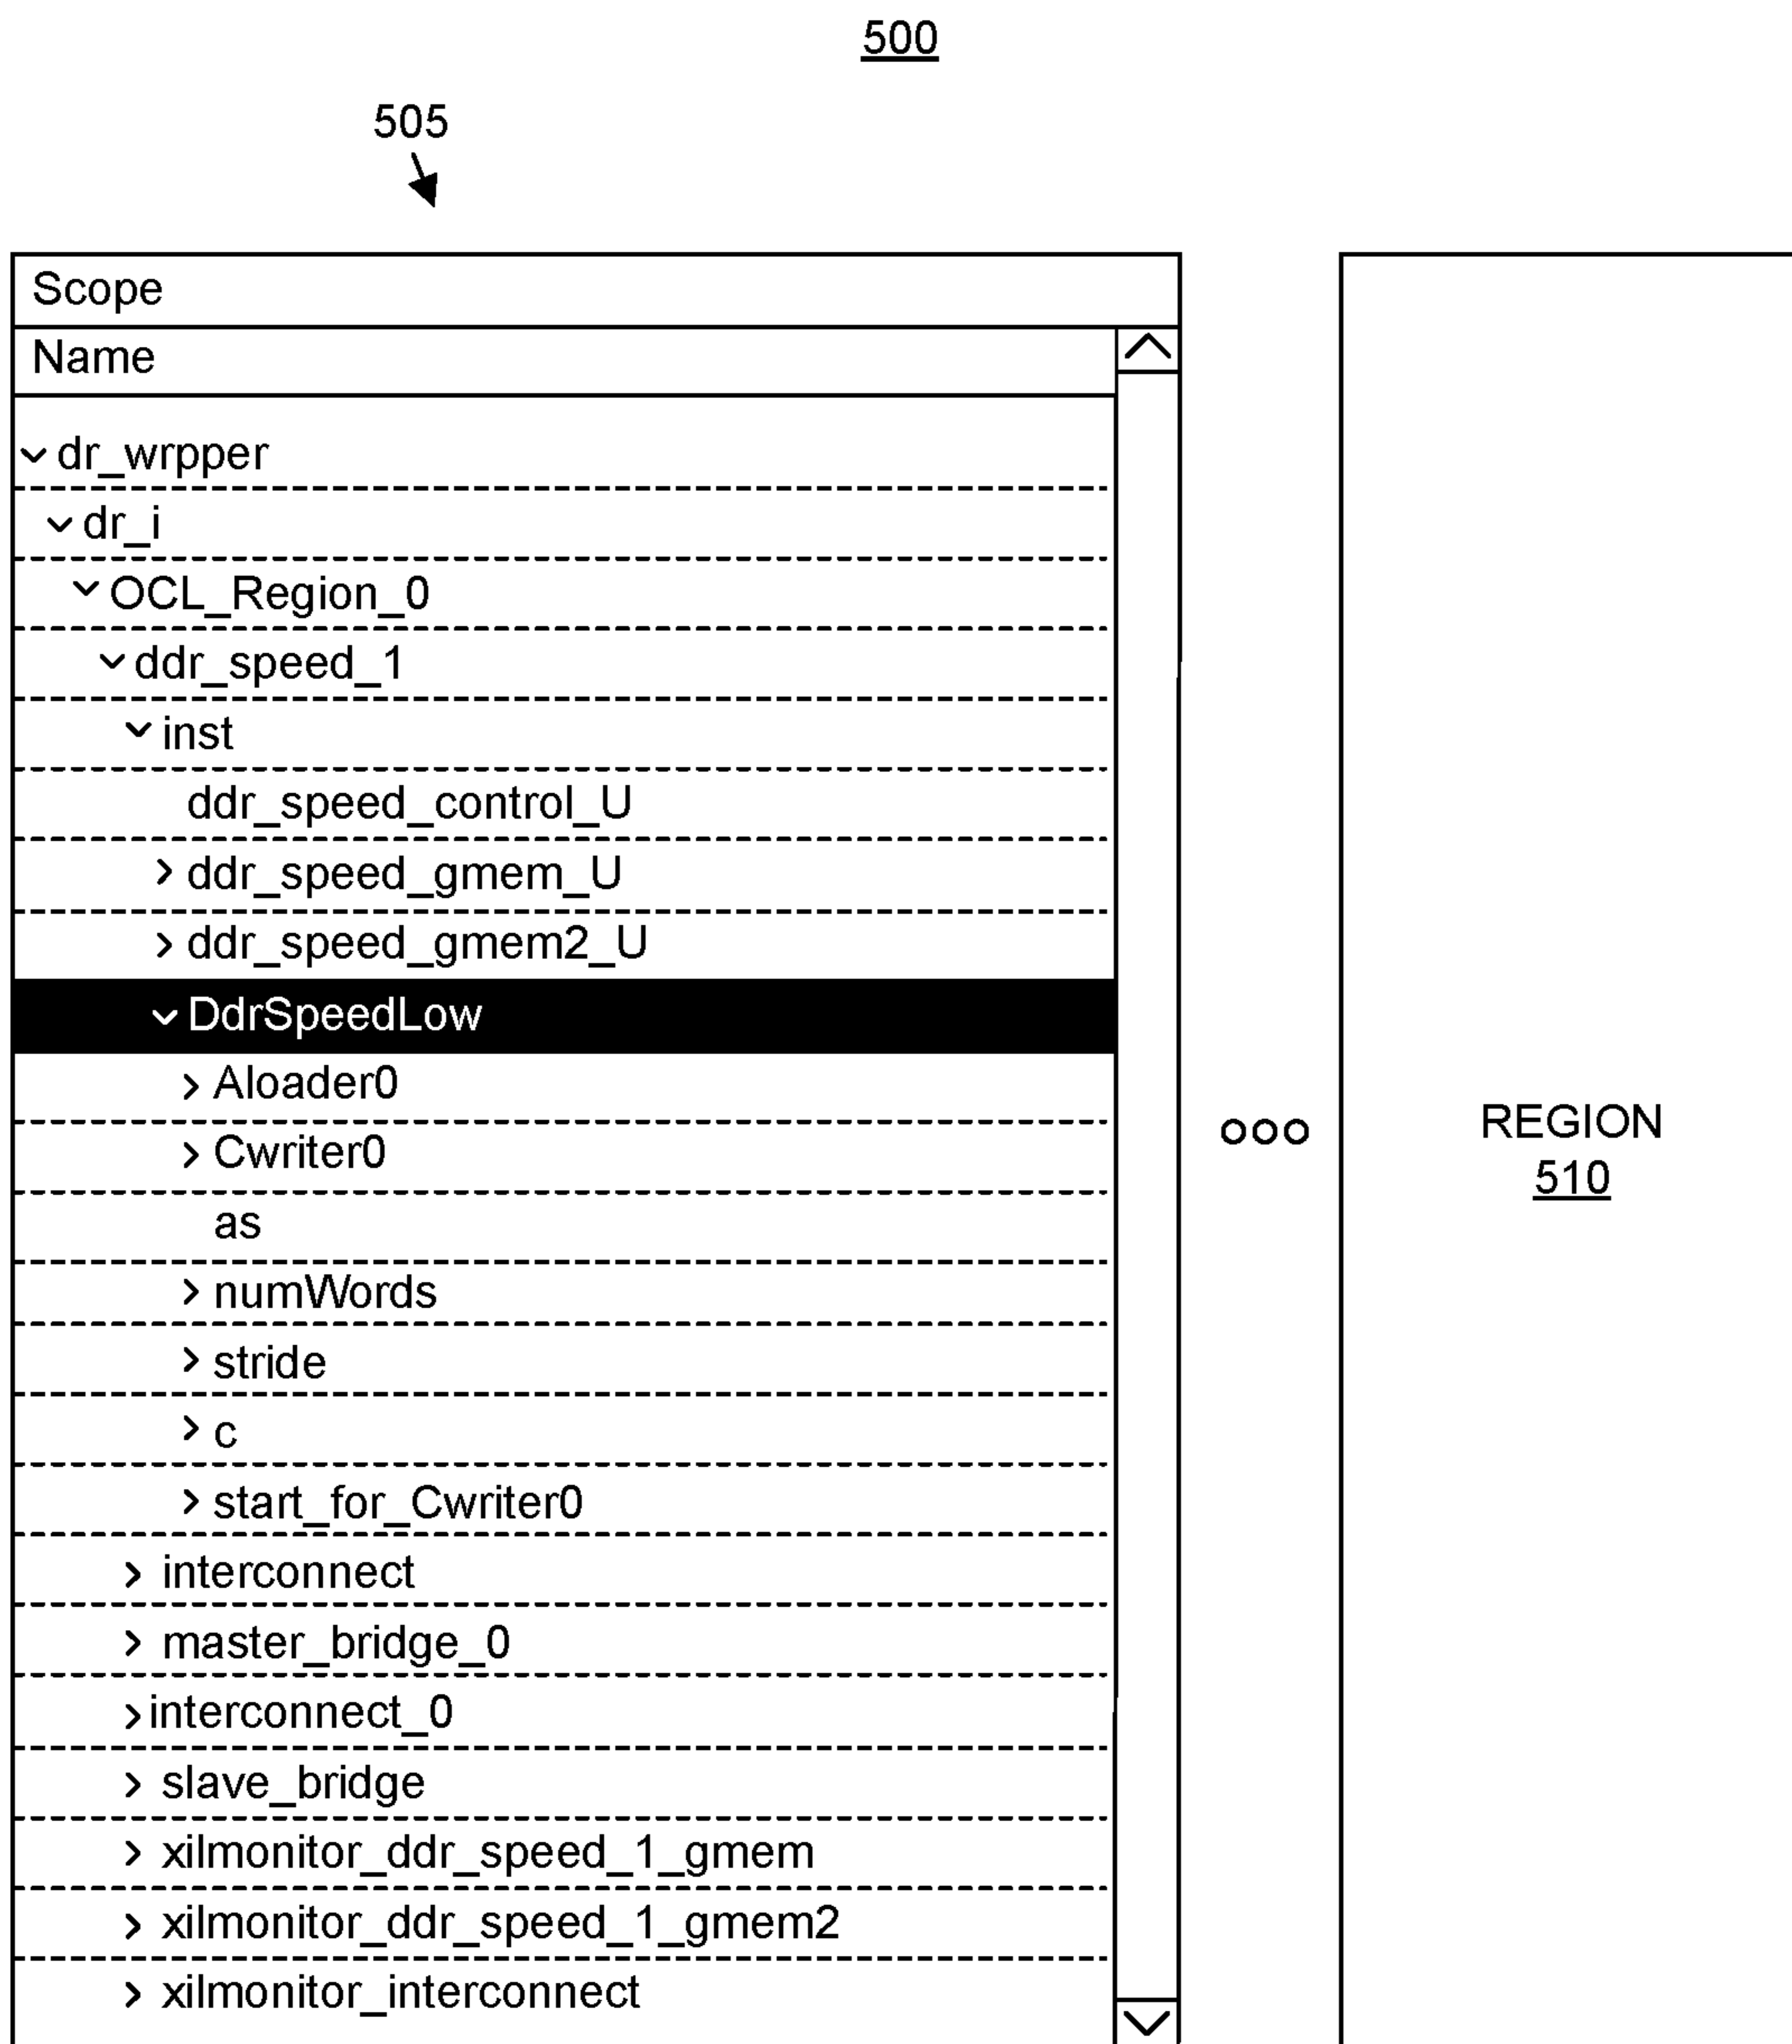 500
505
Scope
Name
dr_wrpper
dr_i
OCL_Region_0
ddr_speed_1
inst
ddr_speed_control_U
ddr_speed_gmem_U
ddr_speed_gmem2_U
DdrSpeedLow
Aloader0
Cwriter0
as
numWords
stride
c
start_for_Cwriter0
interconnect
master_bridge_0
interconnect_0
slave_bridge
xilmonitor_ddr_speed_1_gmem
xilmonitor_ddr_speed_1_gmem2
xilmonitor_interconnect
REGION
510